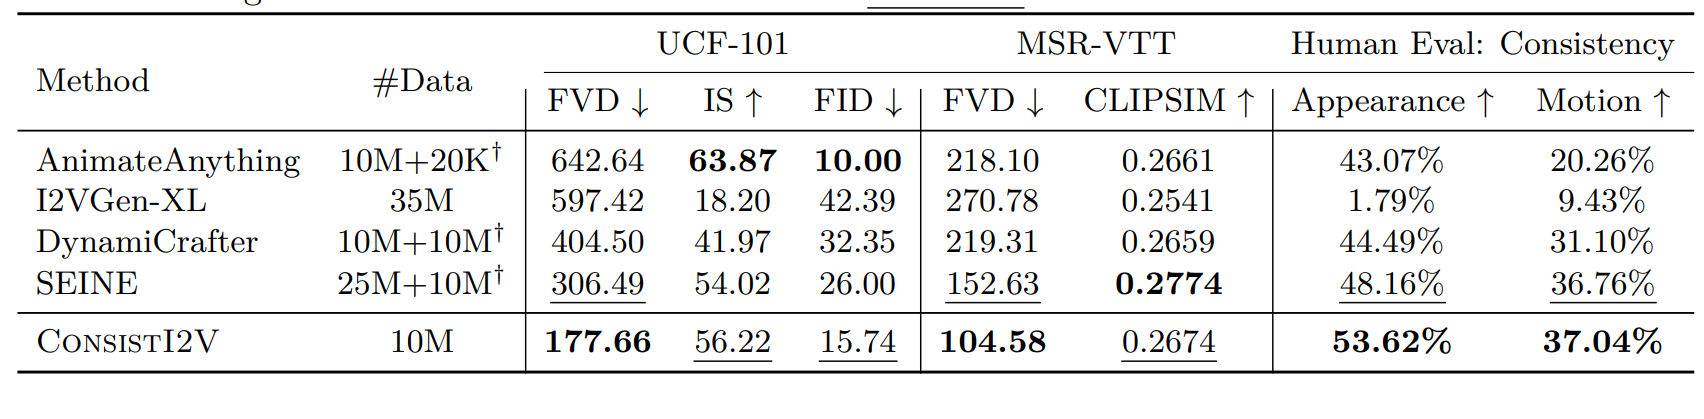 UCF-101 MSR-VTT Human Eval: Consistency
Method #Data
FVD ↓ IS ↑ FID ↓ FVD ↓ CLIPSIM ↑ Appearance ↑ Motion ↑
AnimateAnything 10M+20K† 642.64 63.87 10.00 218.10 0.2661 43.07% 20.26%
I2VGen-XL 35M 597.42 18.20 42.39 270.78 0.2541 1.79% 9.43%
DynamiCrafter 10M+10M† 404.50 41.97 32.35 219.31 0.2659 44.49% 31.10%
SEINE 25M+10M† 306.49 54.02 26.00 152.63 0.2774 48.16% 36.76%
ConsistI2V 10M 177.66 56.22 15.74 104.58 0.2674 53.62% 37.04%